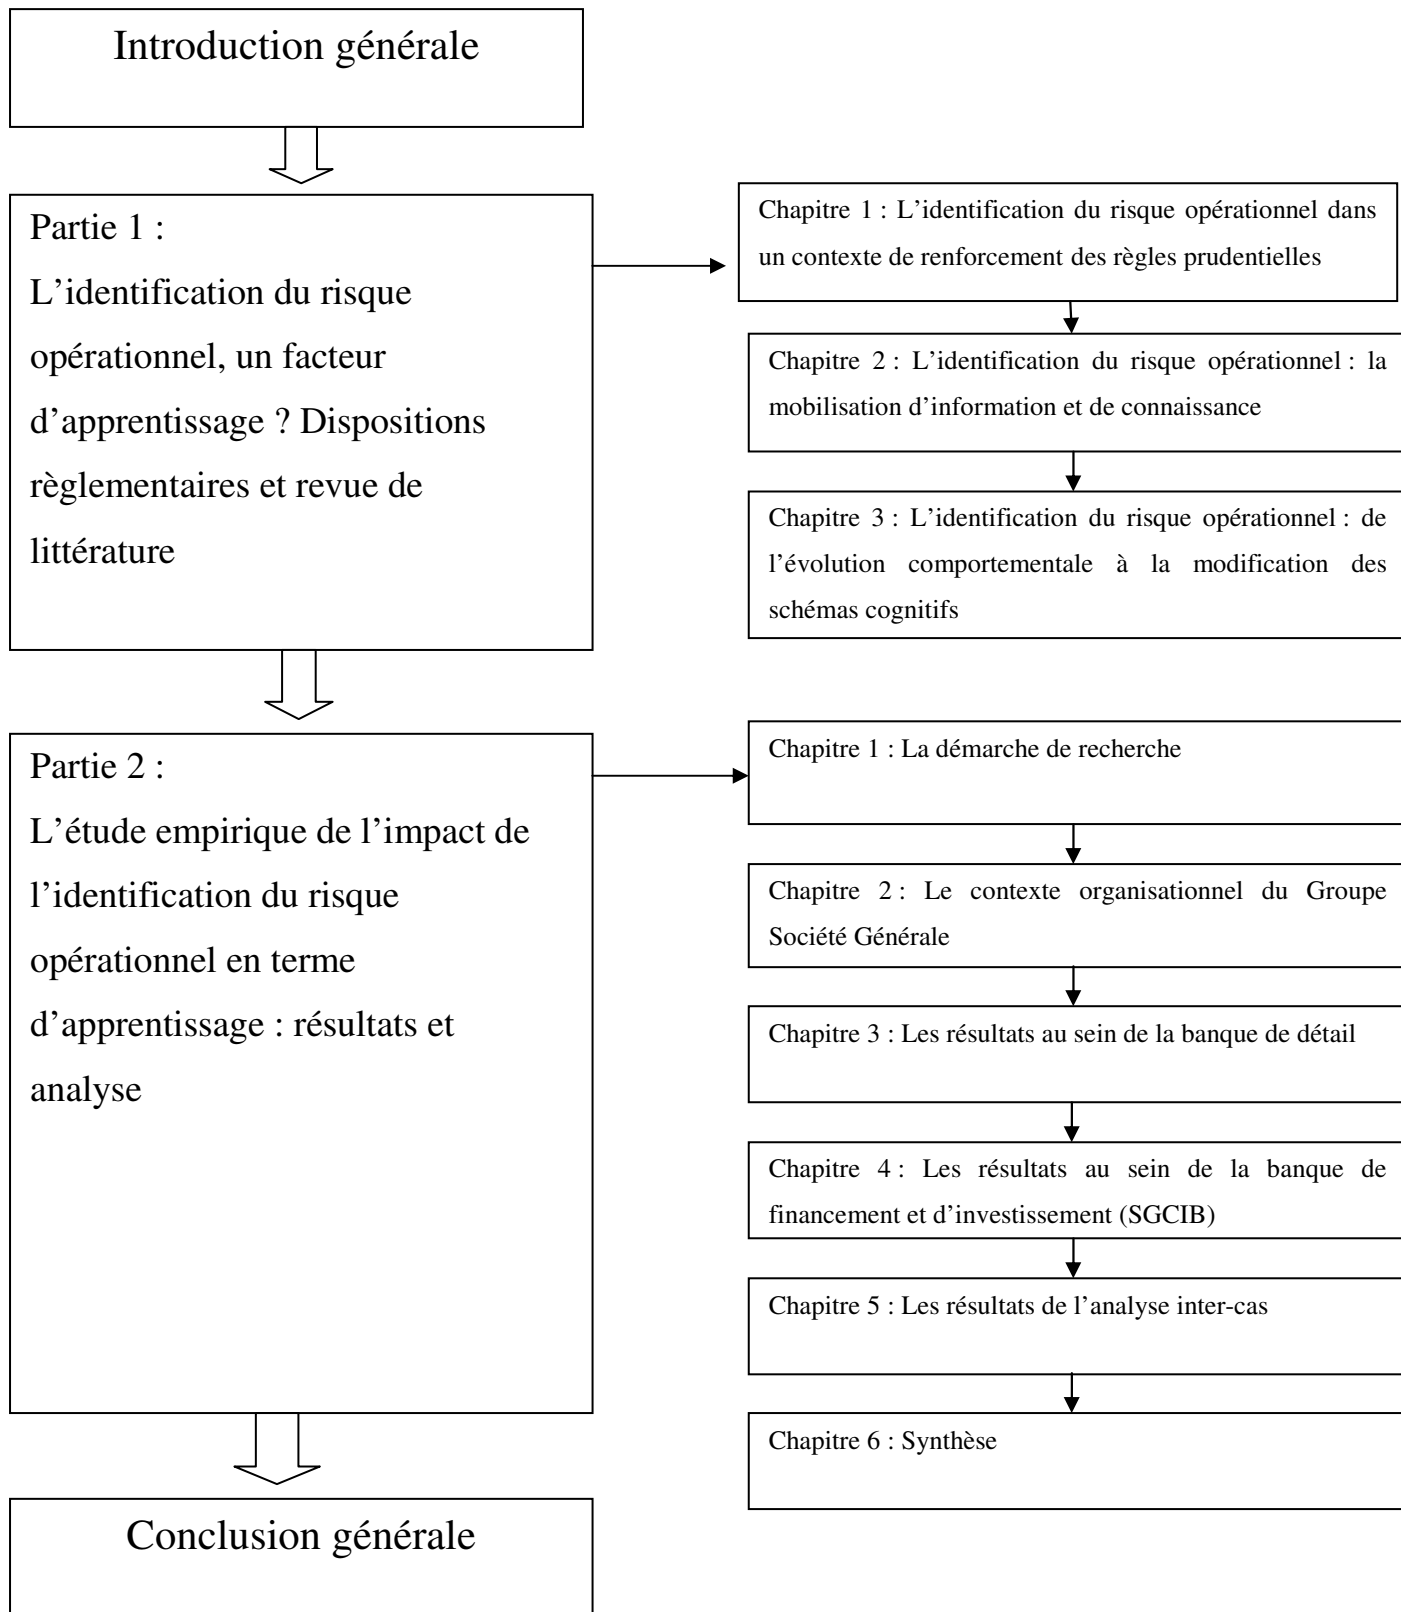 Introduction générale
Partie 1 :
L’identification du risque
opérationnel, un facteur
d’apprentissage ? Dispositions
règlementaires et revue de
littérature
Chapitre 1 : L’identification du risque opérationnel dans
un contexte de renforcement des règles prudentielles
Chapitre 2 : L’identification du risque opérationnel : la
mobilisation d’information et de connaissance
Chapitre 3 : L’identification du risque opérationnel : de
l’évolution comportementale à la modification des
schémas cognitifs
Partie 2 :
L’étude empirique de l’impact de
l’identification du risque
opérationnel en terme
d’apprentissage : résultats et
analyse
Chapitre 1 : La démarche de recherche
Chapitre 2 : Le contexte organisationnel du Groupe
Société Générale
Chapitre 3 : Les résultats au sein de la banque de détail
Chapitre 4 : Les résultats au sein de la banque de
financement et d’investissement (SGCIB)
Chapitre 5 : Les résultats de l’analyse inter-cas
Chapitre 6 : Synthèse
Conclusion générale